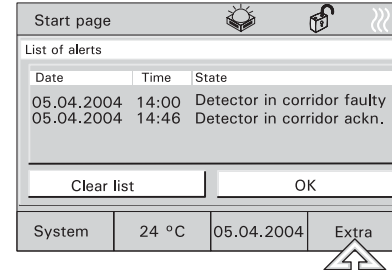 Start page
List of alerts
Date Time State
05.04.2004 14:00 Detector in corridor faulty
05.04.2004 14:46 Detector in corridor ackn.
Clear list OK
System 24 °C 05.04.2004 Extra